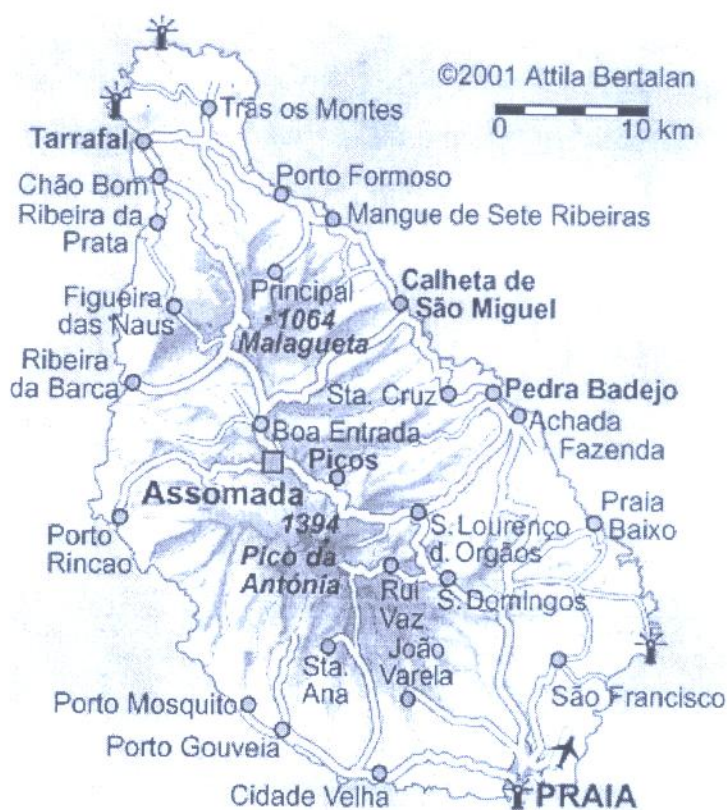 ©2001 Attila Bertalan
0 10 km
Trás os Montes
Tarrafal
Chão Bom
Porto Formoso
Ribeira da
Prata
Mangue de Sete Ribeiras
Principal
Calheta de
São Miguel
Figueira
das Naus
1064
Malagueta
Ribeira
da Barca
Sta. Cruz
Pedra Badejo
Achada
Fazenda
Boa Entrada
Picos
Assomada
Praia
Baixo
1394
S. Lourenço
d. Orgãos
Porto
Rincao
Pico da
Antónia
Rui
Vaz
S. Domingos
Sta.
Ana
João
Varela
São Francisco
Porto Mosquito
Porto Gouveia
Cidade Velha
PRAIA